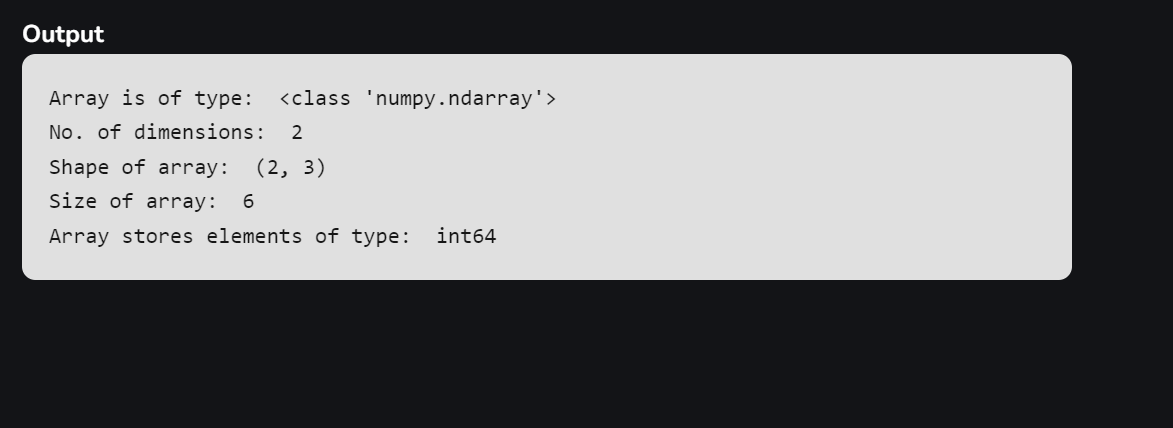 Output
Array is of type:  <class 'numpy.ndarray'>
No. of dimensions:  2
Shape of array:  (2, 3)
Size of array:  6
Array stores elements of type:  int64